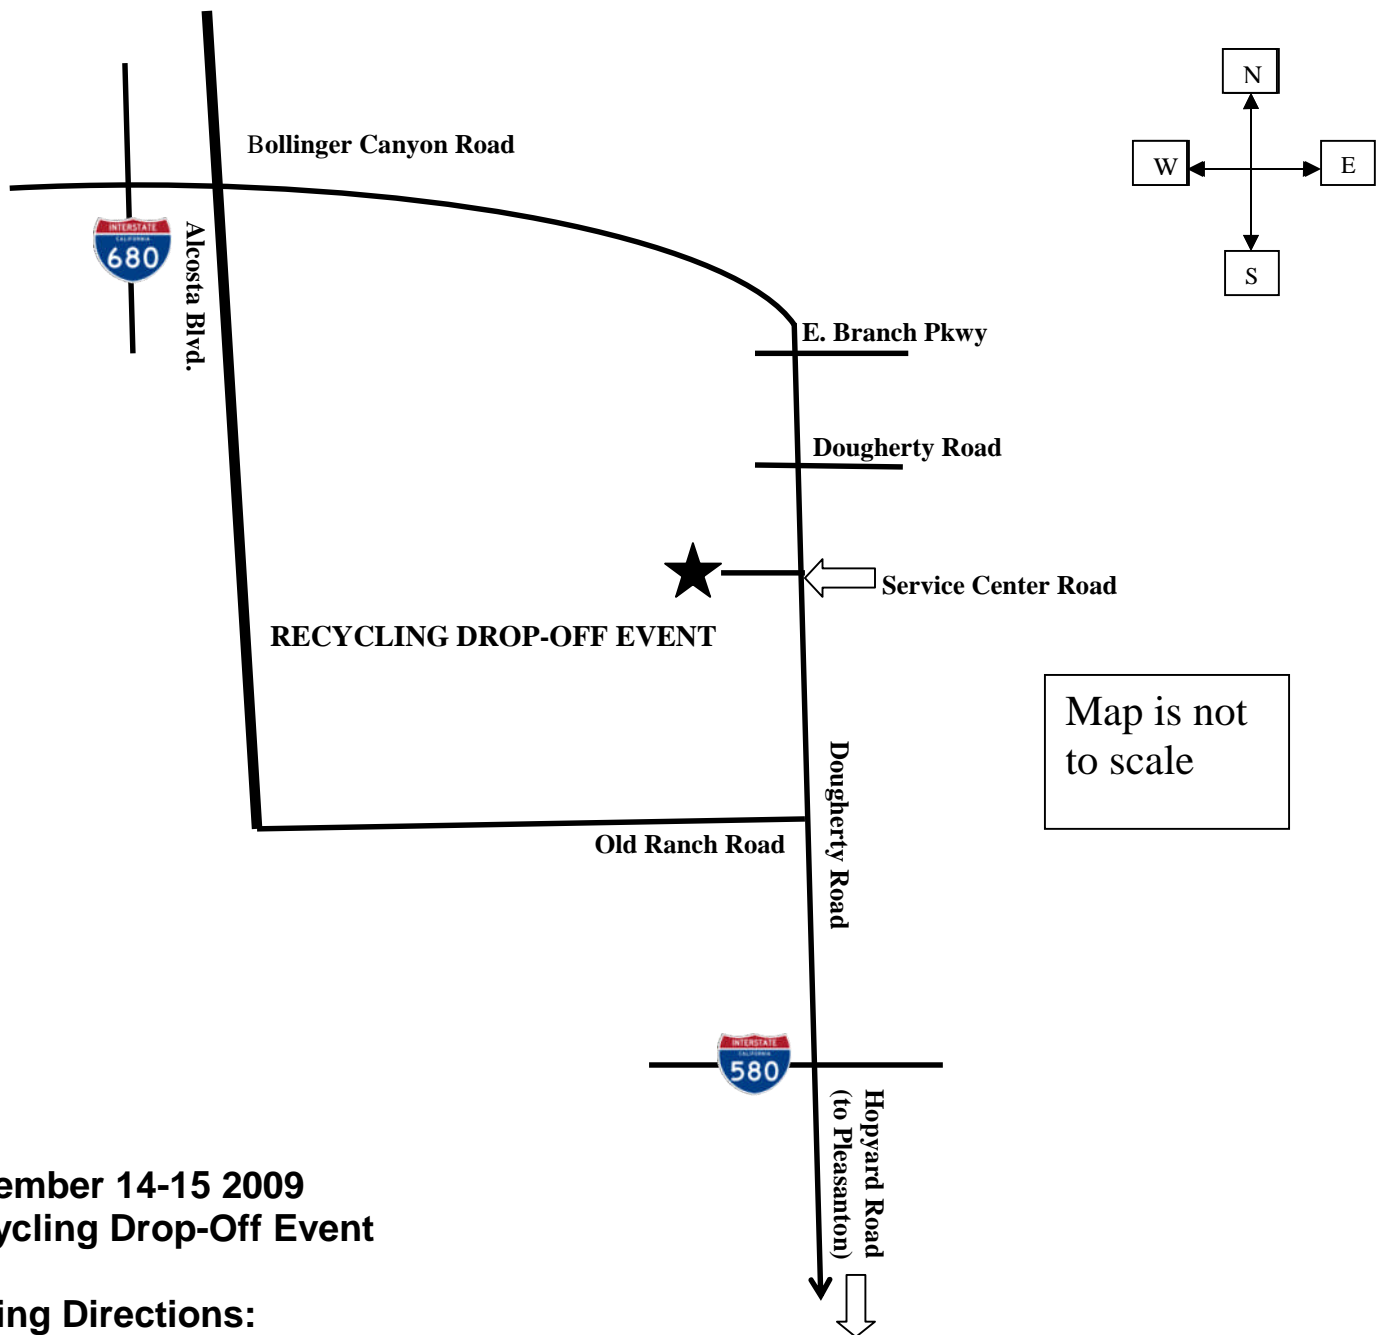 N
Bollinger Canyon Road
W
E
INTERSTATE
CALIFORNIA
680
Alcosta Blvd.
S
E. Branch Pkwy
Dougherty Road
Service Center Road
RECYCLING DROP-OFF EVENT
Map is not
to scale
Dougherty Road
Old Ranch Road
INTERSTATE
CALIFORNIA
580
Hopyard Road
(to Pleasanton)
ember 14-15 2009
ycling Drop-Off Event
ing Directions: